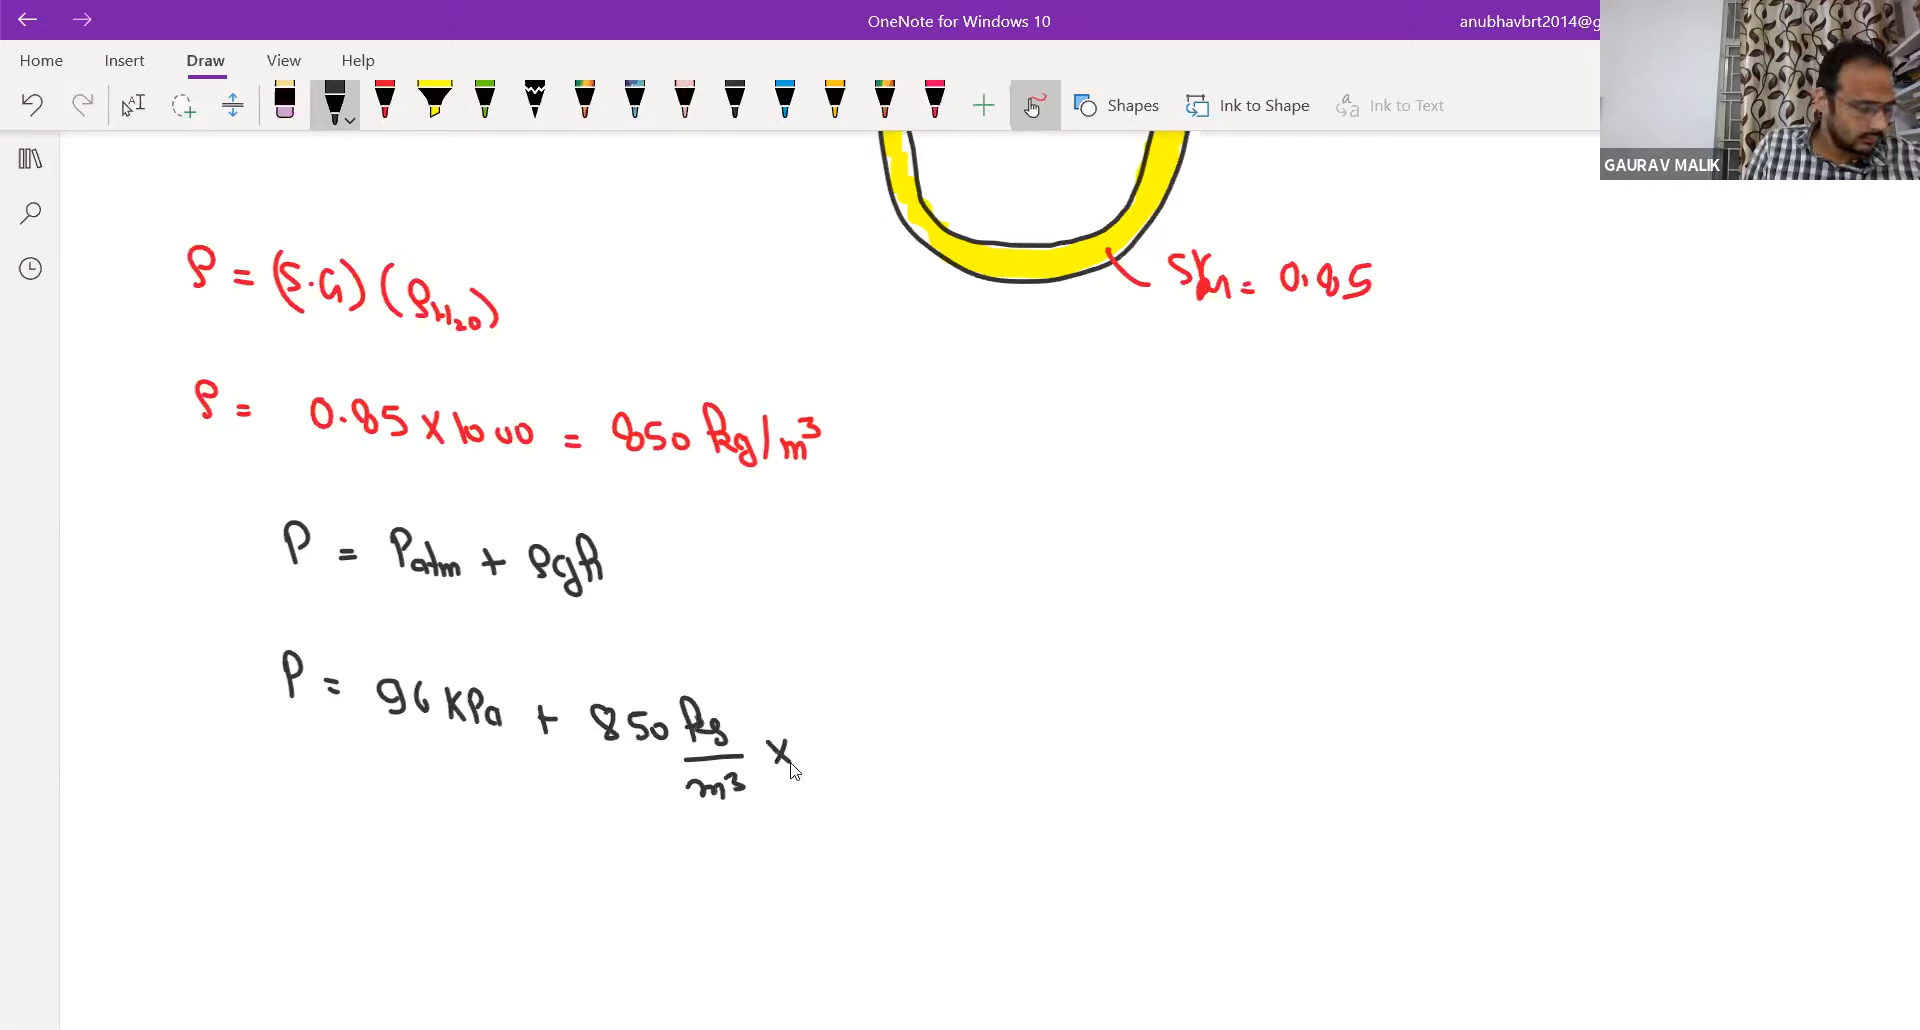 OneNote for Windows 10
anubhavbrt2014@g
Home Insert Draw View Help
Shapes Ink to Shape Ink to Text
GAURAV MALIK
ρ = (S.G) (ρH₂O)
= 0.85
ρ = 0.85 × 1000 = 850 kg/m³
P = Patm + ρgh
P = 96 KPa + 850 kg/m³ ×